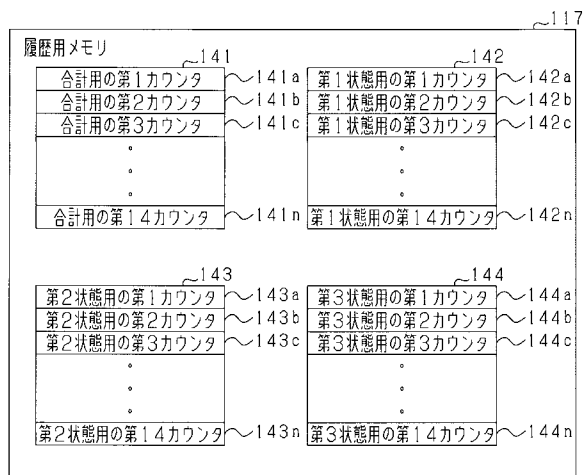 117
履歴用メモリ
141
合計用の第1カウンタ 141a
合計用の第2カウンタ 141b
合計用の第3カウンタ 141c
合計用の第14カウンタ 141n
142
第1状態用の第1カウンタ 142a
第1状態用の第2カウンタ 142b
第1状態用の第3カウンタ 142c
第1状態用の第14カウンタ 142n
143
第2状態用の第1カウンタ 143a
第2状態用の第2カウンタ 143b
第2状態用の第3カウンタ 143c
第2状態用の第14カウンタ 143n
144
第3状態用の第1カウンタ 144a
第3状態用の第2カウンタ 144b
第3状態用の第3カウンタ 144c
第3状態用の第14カウンタ 144n